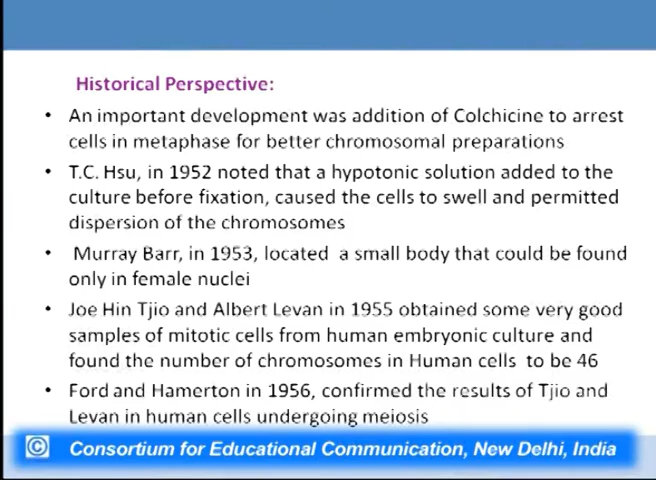 Historical Perspective:
• An important development was addition of Colchicine to arrest
cells in metaphase for better chromosomal preparations
• T.C. Hsu, in 1952 noted that a hypotonic solution added to the
culture before fixation, caused the cells to swell and permitted
dispersion of the chromosomes
• Murray Barr, in 1953, located a small body that could be found
only in female nuclei
• Joe Hin Tjio and Albert Levan in 1955 obtained some very good
samples of mitotic cells from human embryonic culture and
found the number of chromosomes in Human cells to be 46
• Ford and Hamerton in 1956, confirmed the results of Tjio and
Levan in human cells undergoing meiosis
© Consortium for Educational Communication, New Delhi, India